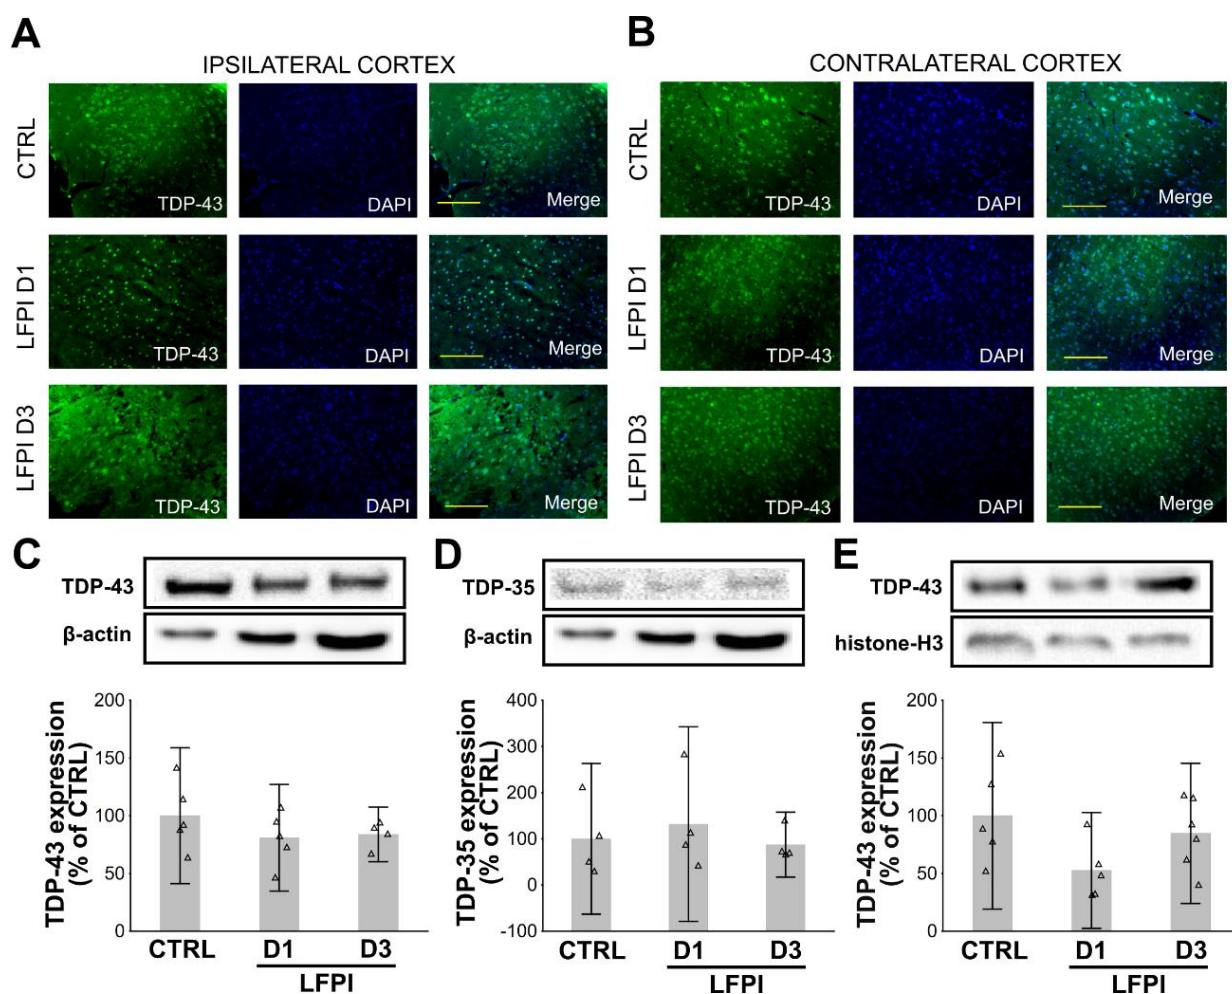 A
IPSILATERAL CORTEX
CTRL
TDP-43
DAPI
Merge
LFPI D1
TDP-43
DAPI
Merge
LFPI D3
TDP-43
DAPI
Merge
B
CONTRALATERAL CORTEX
CTRL
TDP-43
DAPI
Merge
LFPI D1
TDP-43
DAPI
Merge
LFPI D3
TDP-43
DAPI
Merge
C
TDP-43
β-actin
TDP-43 expression
(% of CTRL)
200
150
100
50
0
CTRL
D1
D3
LFPI
D
TDP-35
β-actin
TDP-35 expression
(% of CTRL)
400
300
200
100
0
-100
CTRL
D1
D3
LFPI
E
TDP-43
histone-H3
TDP-43 expression
(% of CTRL)
200
150
100
50
0
CTRL
D1
D3
LFPI